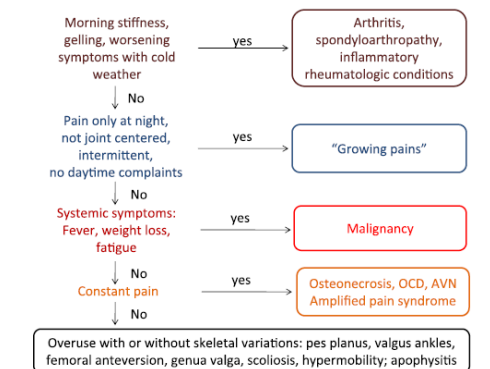 Morning stiffness,
gelling, worsening
symptoms with cold
weather
yes
Arthritis,
spondyloarthropathy,
inflammatory
rheumatologic conditions
No
Pain only at night,
not joint centered,
intermittent,
no daytime complaints
yes
“Growing pains”
No
Systemic symptoms:
Fever, weight loss,
fatigue
yes
Malignancy
No
Constant pain
yes
Osteonecrosis, OCD, AVN
Amplified pain syndrome
No
Overuse with or without skeletal variations: pes planus, valgus ankles,
femoral anteversion, genua valga, scoliosis, hypermobility; apophysitis